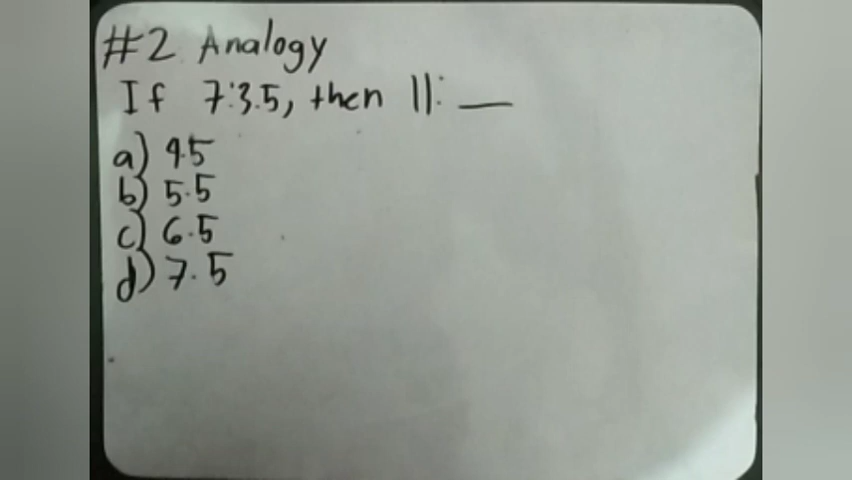 #2 Analogy
If 7:3.5, then 11: __
a) 4.5
b) 5.5
c) 6.5
d) 7.5